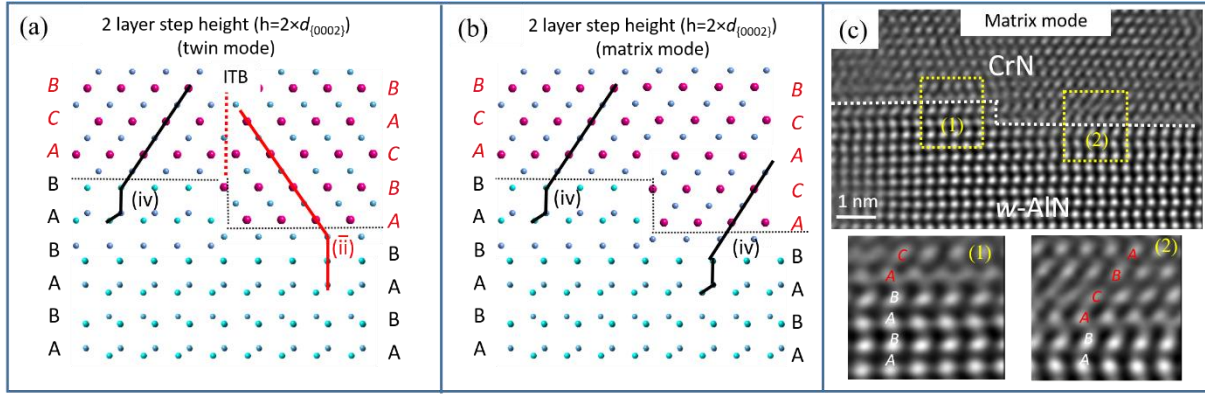 (a)
2 layer step height (h=2×d{0002})
(twin mode)
ITB
B
C
A
B
A
B
A
B
A
B
A
C
B
A
B
A
B
A
(iv)
(i̅i̅)
(b)
2 layer step height (h=2×d{0002})
(matrix mode)
B
C
A
B
A
B
A
B
A
B
C
A
C
A
B
A
B
A
(iv)
(iv)
(c)
Matrix mode
CrN
(1)
(2)
1 nm
w-AlN
(1)
C
A
B
A
B
A
(2)
A
B
C
A
B
A